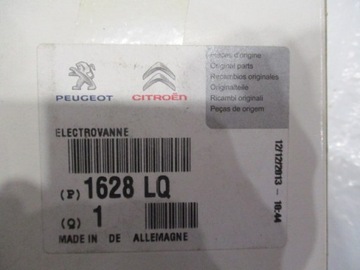 Pièces d'origine
Original parts
Recambios originales
Originalteile
Ricambi originali
Peças de origem
PEUGEOT
CITROËN
ELECTROVANNE
(P) 1628 LQ
(Q) 1
MADE IN DE ALLEMAGNE
12/12/2013 - 10:44